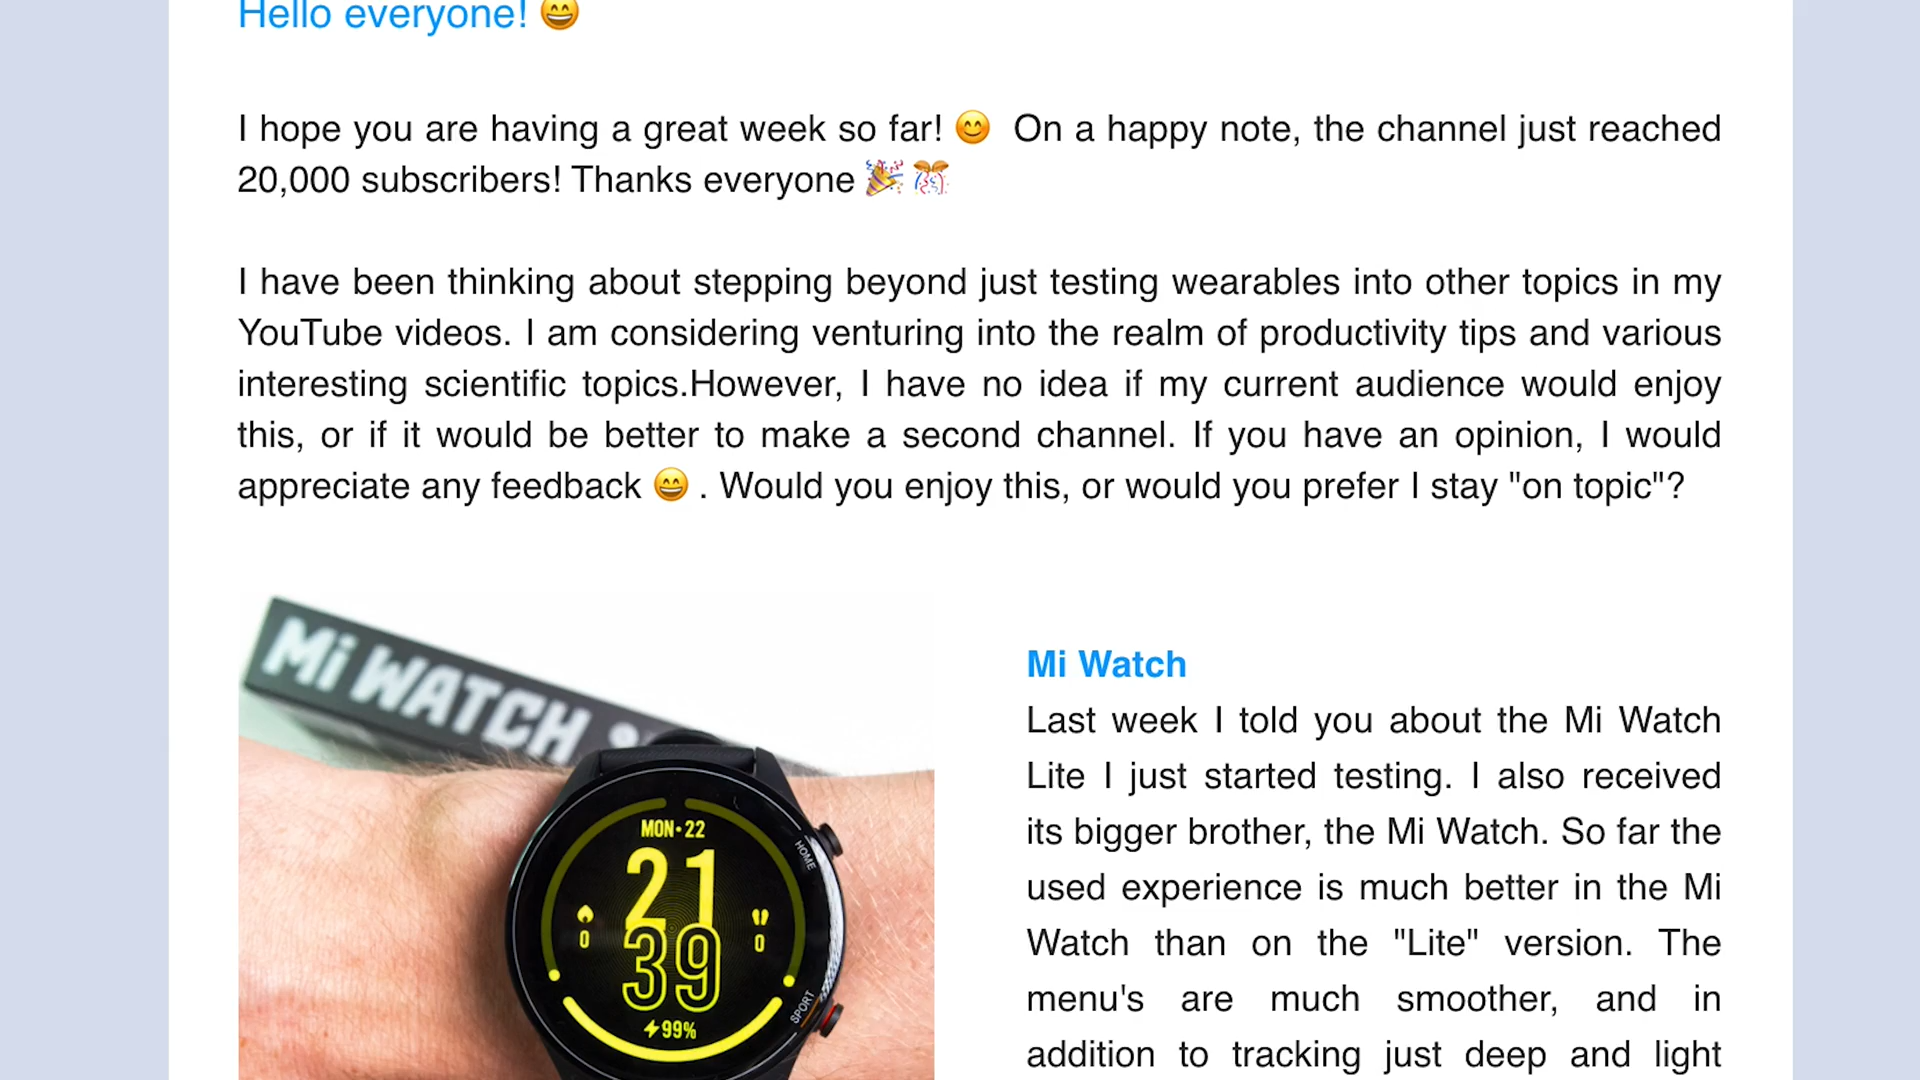 Hello everyone! 😄
I hope you are having a great week so far! 😊 On a happy note, the channel just reached
20,000 subscribers! Thanks everyone 🎉 🎊
I have been thinking about stepping beyond just testing wearables into other topics in my
YouTube videos. I am considering venturing into the realm of productivity tips and various
interesting scientific topics.However, I have no idea if my current audience would enjoy
this, or if it would be better to make a second channel. If you have an opinion, I would
appreciate any feedback 😄 . Would you enjoy this, or would you prefer I stay "on topic"?
Mi WATCH
MON•22
HOME
21
39
0
0
SPORT
99%
Mi Watch
Last week I told you about the Mi Watch
Lite I just started testing. I also received
its bigger brother, the Mi Watch. So far the
used experience is much better in the Mi
Watch than on the "Lite" version. The
menu's are much smoother, and in
addition to tracking just deep and light